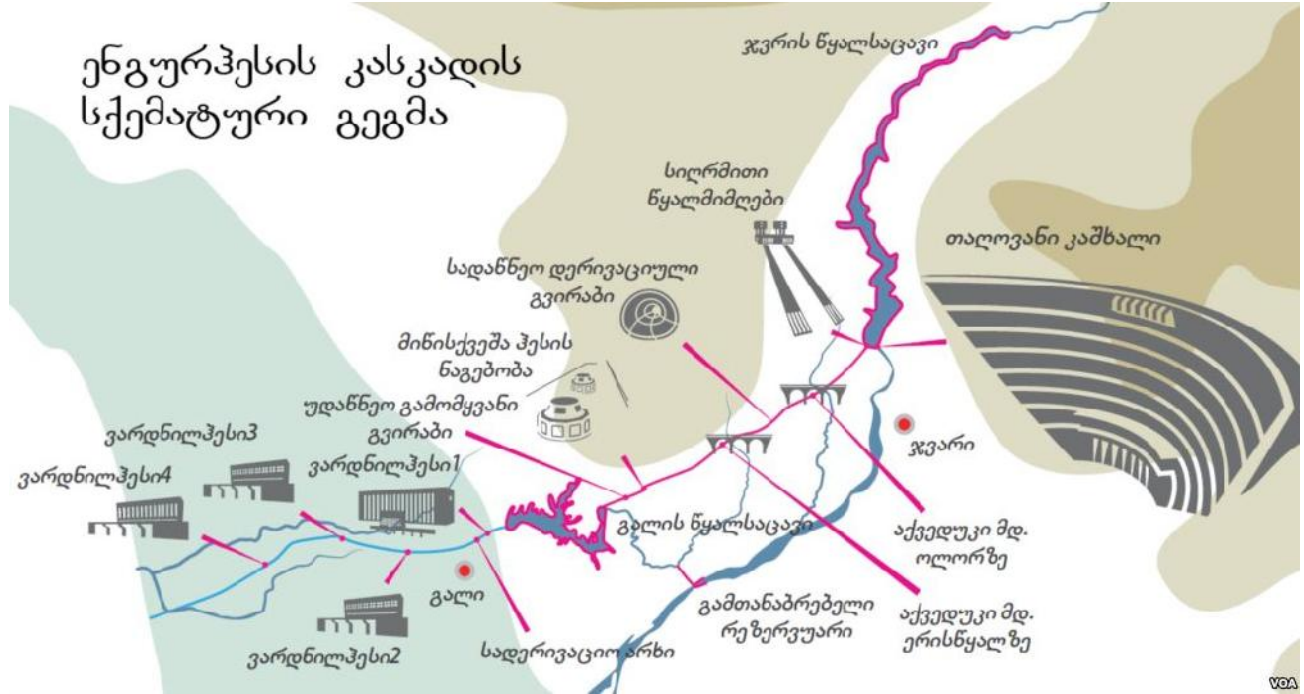 ენგურჰესის კასკადის
სქემატური გეგმა
ჯვრის წყალსაცავი
სიღრმითი
წყალმიმღები
თაღოვანი კაშხალი
სადაწნეო დერივაციული
გვირაბი
მიწისქვეშა ჰესის
ნაგებობა
უდაწნეო გამომყვანი
გვირაბი
ვარდნილჰესი3
ვარდნილჰესი1
ვარდნილჰესი4
ჯვარი
გალის წყალსაცავი
აქვედუკი მდ.
ოლორზე
გალი
გამთანაბრებელი
რეზერვუარი
აქვედუკი მდ.
ერისწყალზე
ვარდნილჰესი2
სადერივაციო არხი
VOA